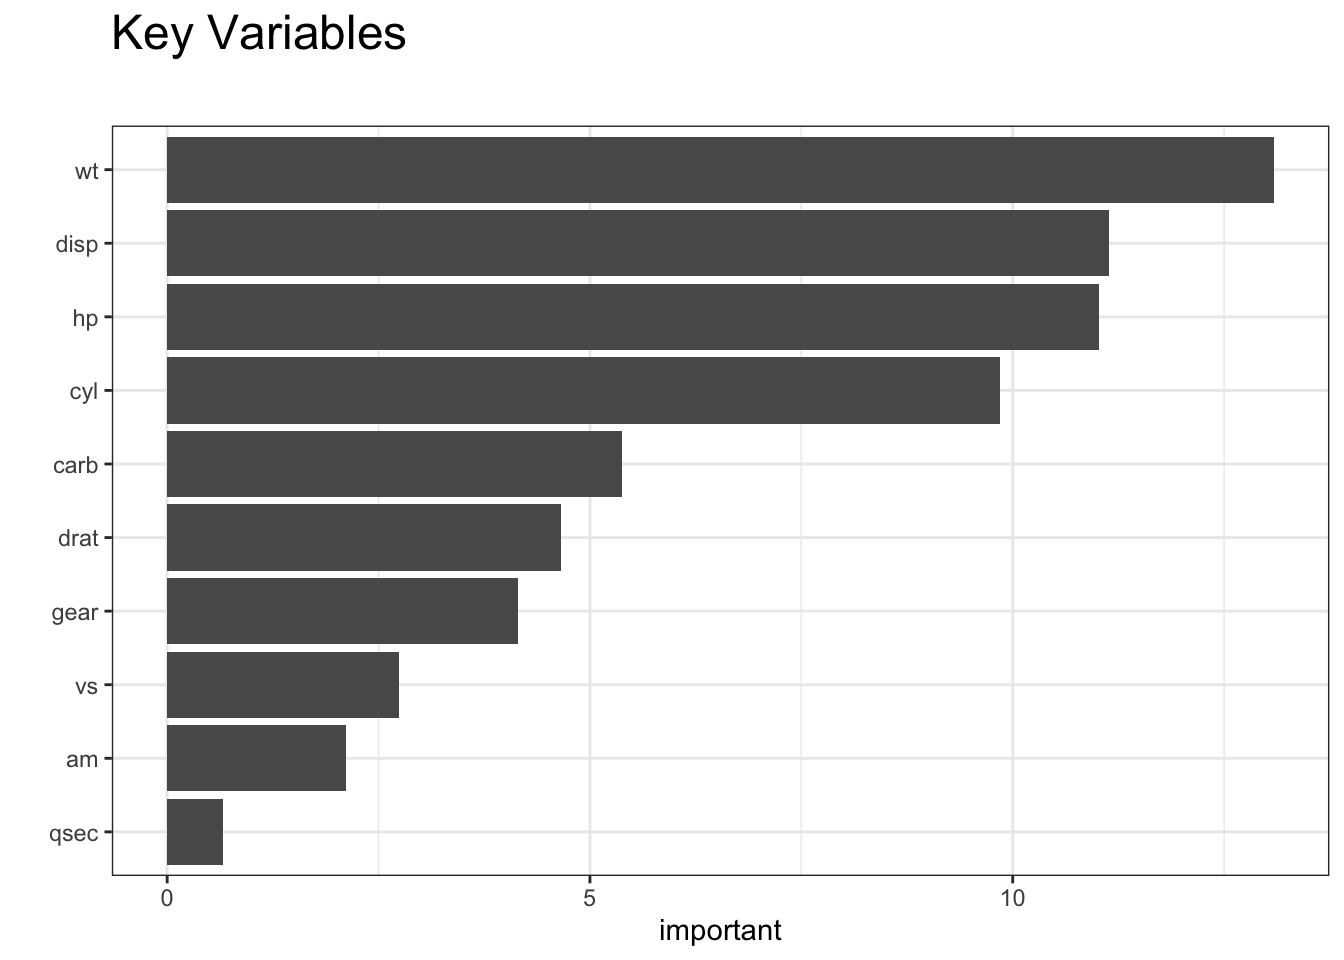 Key Variables
wt
disp
hp
cyl
carb
drat
gear
vs
am
qsec
0 5 10
important